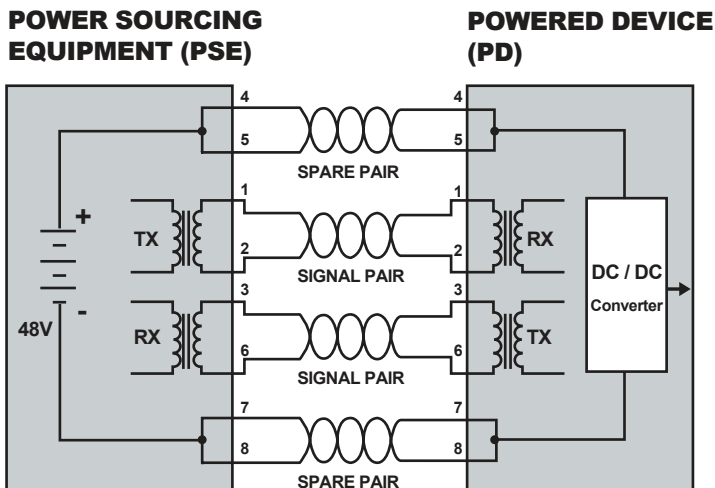 POWER SOURCING
EQUIPMENT (PSE)
POWERED DEVICE
(PD)
4
5
4
5
SPARE PAIR
1
2
1
2
TX
RX
SIGNAL PAIR
+
-
48V
3
6
3
6
RX
TX
SIGNAL PAIR
DC / DC
Converter
7
8
7
8
SPARE PAIR